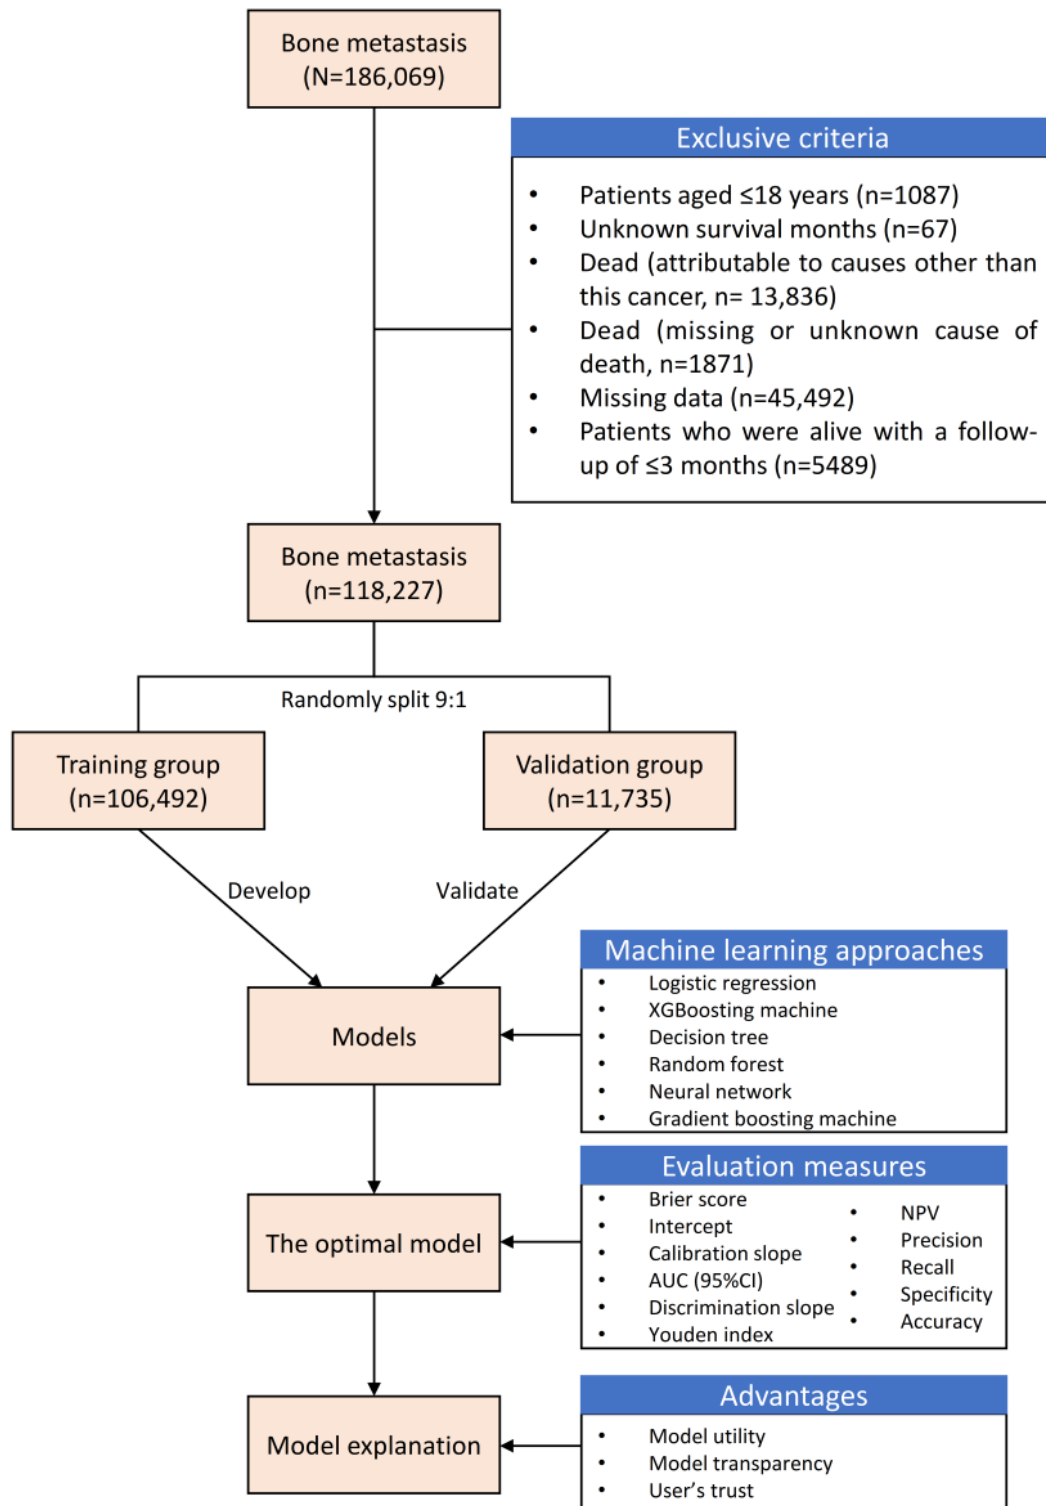 Bone metastasis
(N=186,069)
Exclusive criteria
• Patients aged ≤18 years (n=1087)
• Unknown survival months (n=67)
• Dead (attributable to causes other than
this cancer, n= 13,836)
• Dead (missing or unknown cause of
death, n=1871)
• Missing data (n=45,492)
• Patients who were alive with a follow-
up of ≤3 months (n=5489)
Bone metastasis
(n=118,227)
Randomly split 9:1
Training group
(n=106,492)
Validation group
(n=11,735)
Develop
Validate
Machine learning approaches
• Logistic regression
• XGBoosting machine
• Decision tree
• Random forest
• Neural network
• Gradient boosting machine
Models
Evaluation measures
• Brier score
• Intercept
• Calibration slope
• AUC (95%CI)
• Discrimination slope
• Youden index
• NPV
• Precision
• Recall
• Specificity
• Accuracy
The optimal model
Advantages
• Model utility
• Model transparency
• User's trust
Model explanation